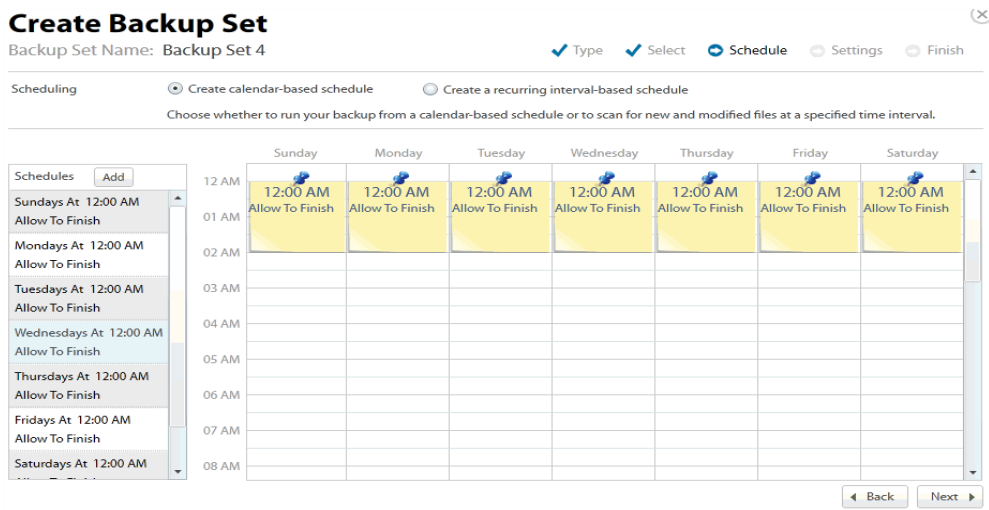 Create Backup Set
Backup Set Name: Backup Set 4
Type Select Schedule Settings Finish
Scheduling Create calendar-based schedule Create a recurring interval-based schedule
Choose whether to run your backup from a calendar-based schedule or to scan for new and modified files at a specified time interval.
Sunday Monday Tuesday Wednesday Thursday Friday Saturday
Schedules Add
Sundays At 12:00 AM
Allow To Finish
Mondays At 12:00 AM
Allow To Finish
Tuesdays At 12:00 AM
Allow To Finish
Wednesdays At 12:00 AM
Allow To Finish
Thursdays At 12:00 AM
Allow To Finish
Fridays At 12:00 AM
Allow To Finish
Saturdays At 12:00 AM
12 AM
01 AM
02 AM
03 AM
04 AM
05 AM
06 AM
07 AM
08 AM
12:00 AM 12:00 AM 12:00 AM 12:00 AM 12:00 AM 12:00 AM 12:00 AM
Allow To Finish Allow To Finish Allow To Finish Allow To Finish Allow To Finish Allow To Finish Allow To Finish
Back Next